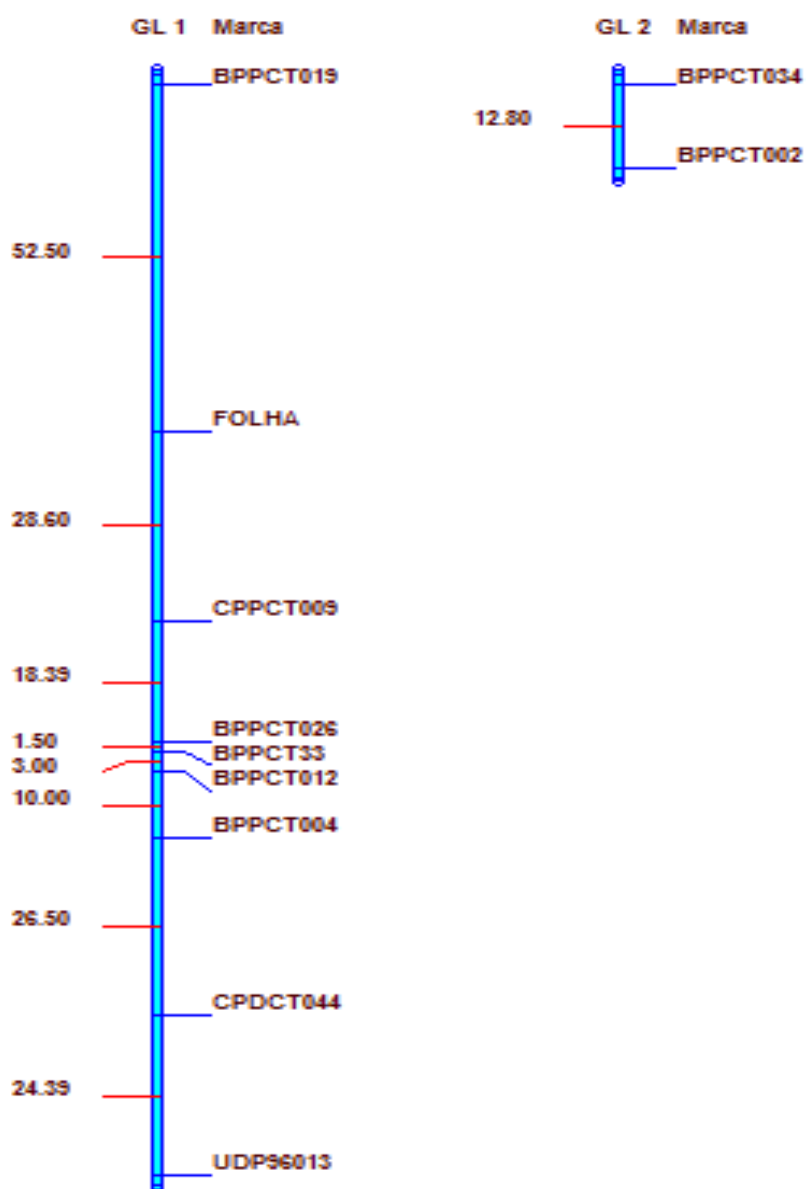 GL 1 Marca
BPPCT019
52.50
FOLHA
28.60
CPPCT009
18.39
BPPCT026
1.50
BPPCT33
3.00
BPPCT012
10.00
BPPCT004
26.50
CPDCT044
24.39
UDP96013
GL 2 Marca
BPPCT034
12.80
BPPCT002